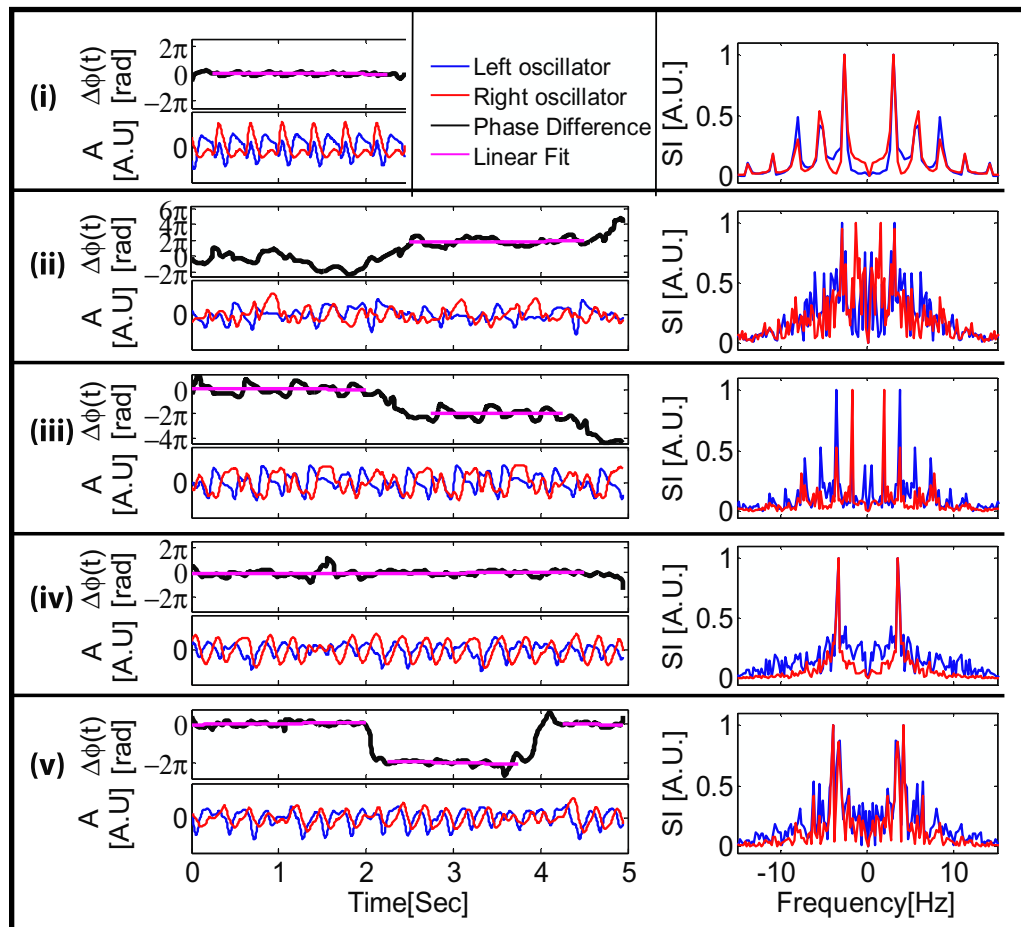 (i)
Δϕ(t)
[rad]
2π
0
−2π
A
[A.U]
0
Left oscillator
Right oscillator
Phase Difference
Linear Fit
SI [A.U.]
1
0.5
0
(ii)
Δϕ(t)
[rad]
6π
4π
2π
0
−2π
A
[A.U]
0
SI [A.U.]
1
0.5
0
(iii)
Δϕ(t)
[rad]
0
−2π
−4π
A
[A.U]
0
SI [A.U.]
1
0.5
0
(iv)
Δϕ(t)
[rad]
2π
0
−2π
A
[A.U]
0
SI [A.U.]
1
0.5
0
(v)
Δϕ(t)
[rad]
0
−2π
A
[A.U]
0
0 1 2 3 4 5
Time[Sec]
SI [A.U.]
1
0.5
0
-10 0 10
Frequency[Hz]